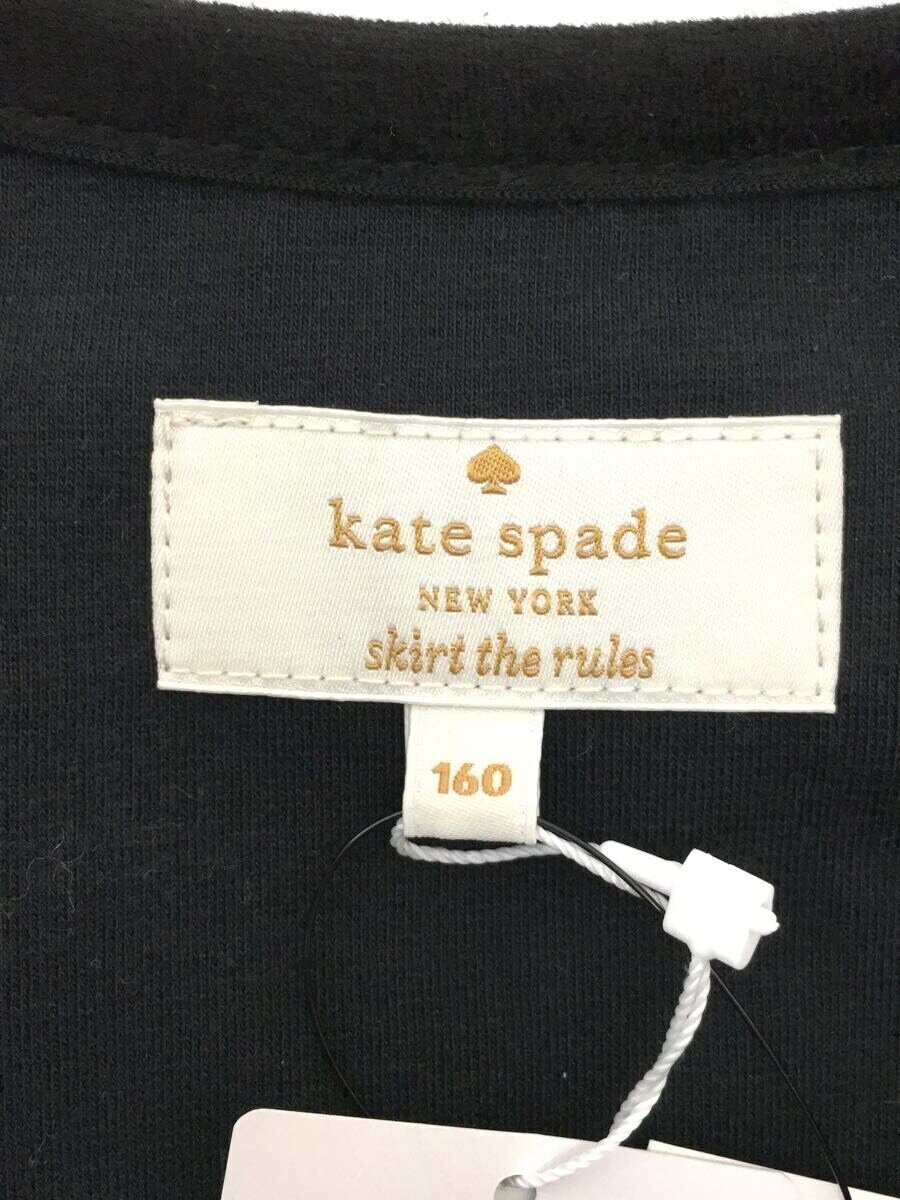 kate spade
NEW YORK
skirt the rules
160